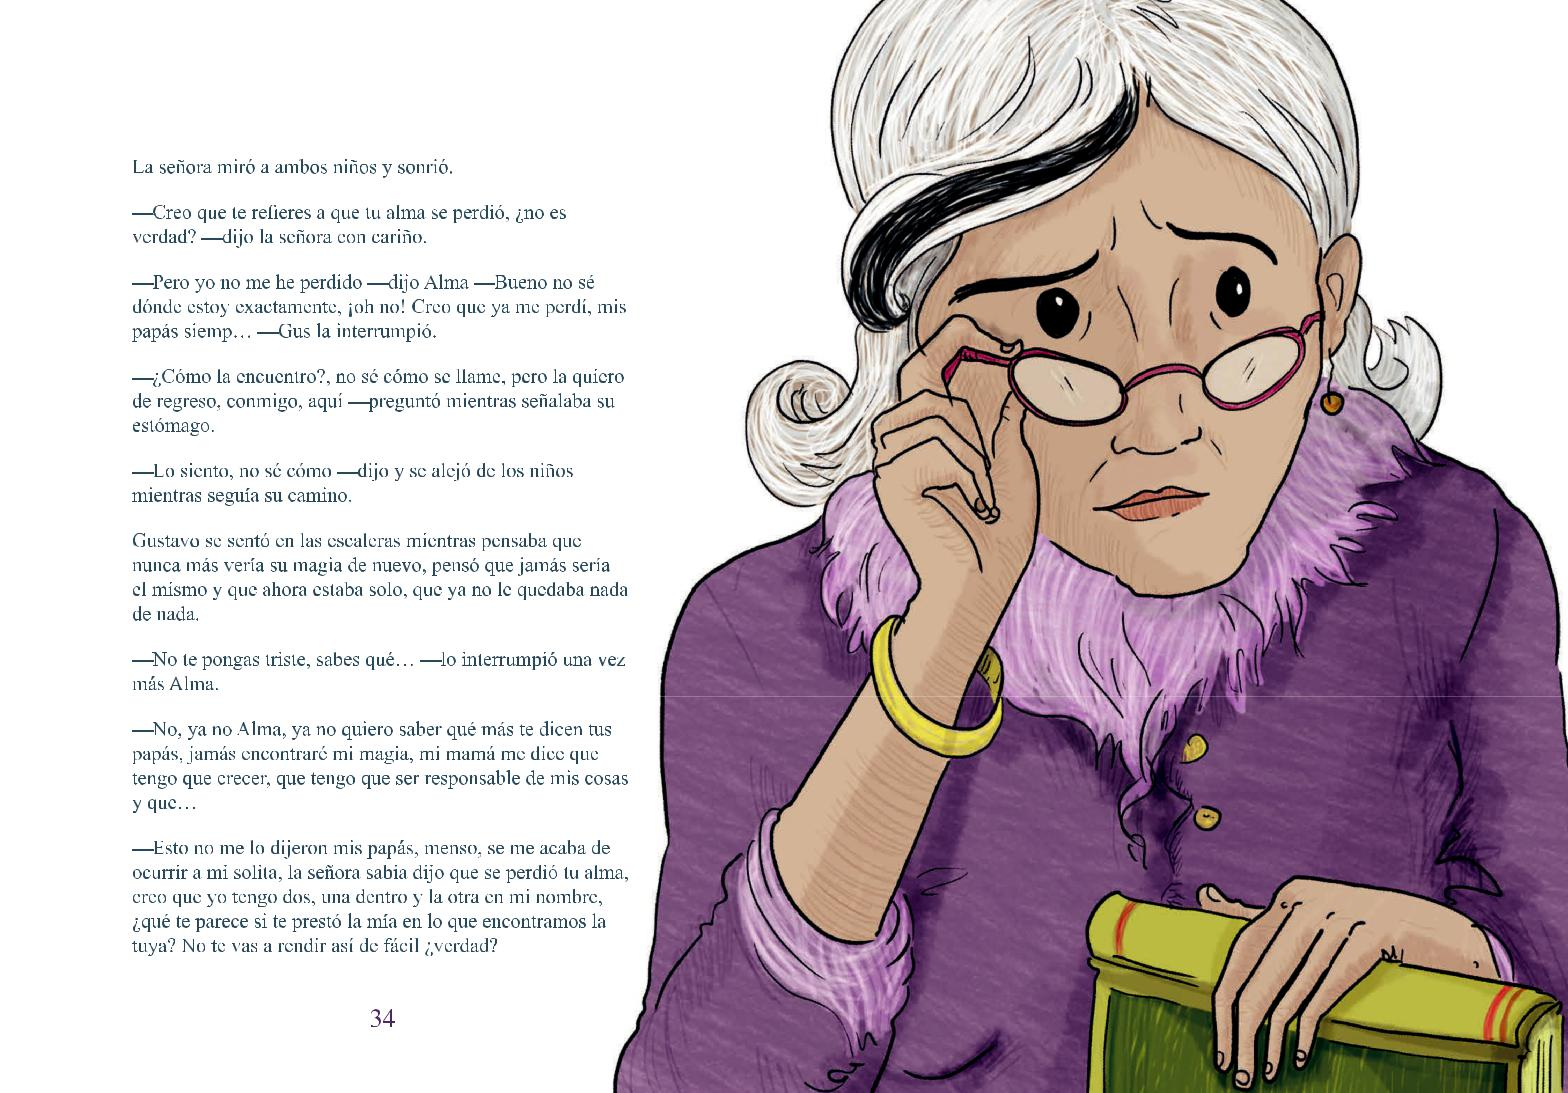 La señora miró a ambos niños y sonrió.
—Creo que te refieres a que tu alma se perdió, ¿no es
verdad? —dijo la señora con cariño.
—Pero yo no me he perdido —dijo Alma —Bueno no sé
dónde estoy exactamente, ¡oh no! Creo que ya me perdí, mis
papás siemp… —Gus la interrumpió.
—¿Cómo la encuentro?, no sé cómo se llame, pero la quiero
de regreso, conmigo, aquí —preguntó mientras señalaba su
estómago.
—Lo siento, no sé cómo —dijo y se alejó de los niños
mientras seguía su camino.
Gustavo se sentó en las escaleras mientras pensaba que
nunca más vería su magia de nuevo, pensó que jamás sería
el mismo y que ahora estaba solo, que ya no le quedaba nada
de nada.
—No te pongas triste, sabes qué… —lo interrumpió una vez
más Alma.
—No, ya no Alma, ya no quiero saber qué más te dicen tus
papás, jamás encontraré mi magia, mi mamá me dice que
tengo que crecer, que tengo que ser responsable de mis cosas
y que…
—Esto no me lo dijeron mis papás, menso, se me acaba de
ocurrir a mi solita, la señora sabia dijo que se perdió tu alma,
creo que yo tengo dos, una dentro y la otra en mi nombre,
¿qué te parece si te prestó la mía en lo que encontramos la
tuya? No te vas a rendir así de fácil ¿verdad?
34